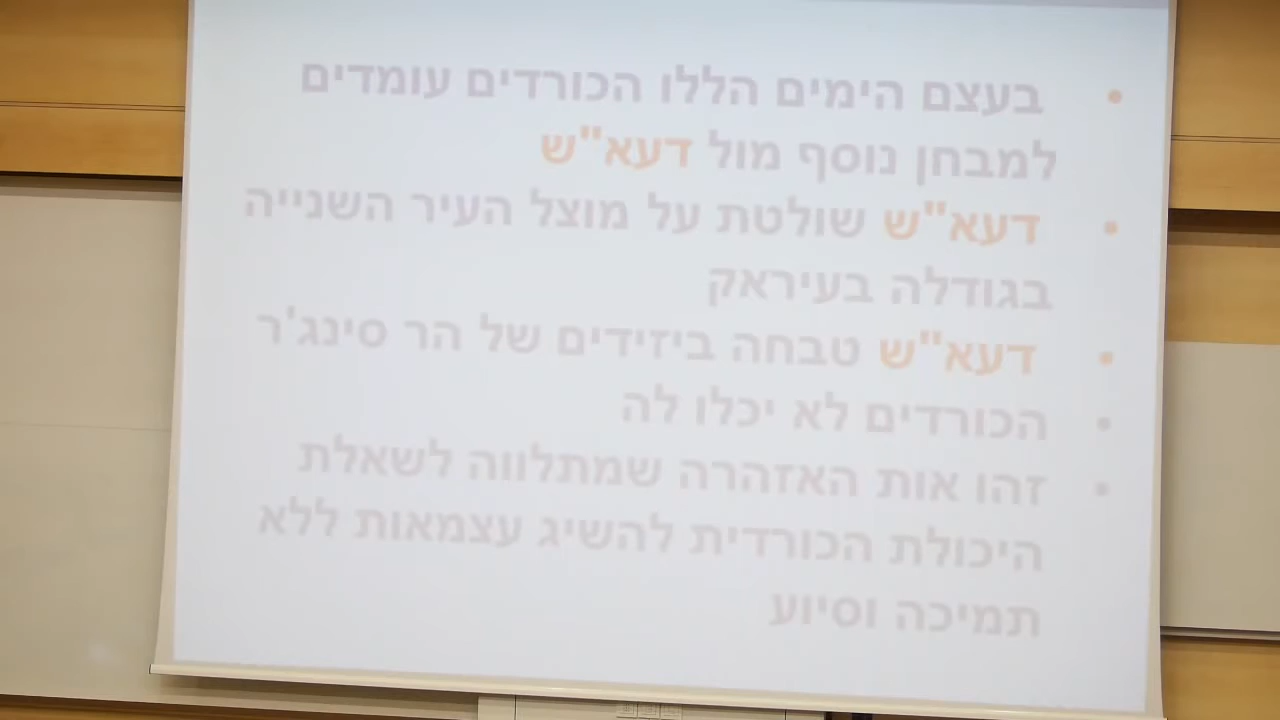 • בעצם הימים הללו הכורדים עומדים
למבחן נוסף מול דעא"ש
• דעא"ש שולטת על מוצל העיר השנייה
בגודלה בעיראק
• דעא"ש טבחה ביזידים של הר סינג'ר
• הכורדים לא יכלו לה
• זהו אות האזהרה שמתלווה לשאלת
היכולת הכורדית להשיג עצמאות ללא
תמיכה וסיוע